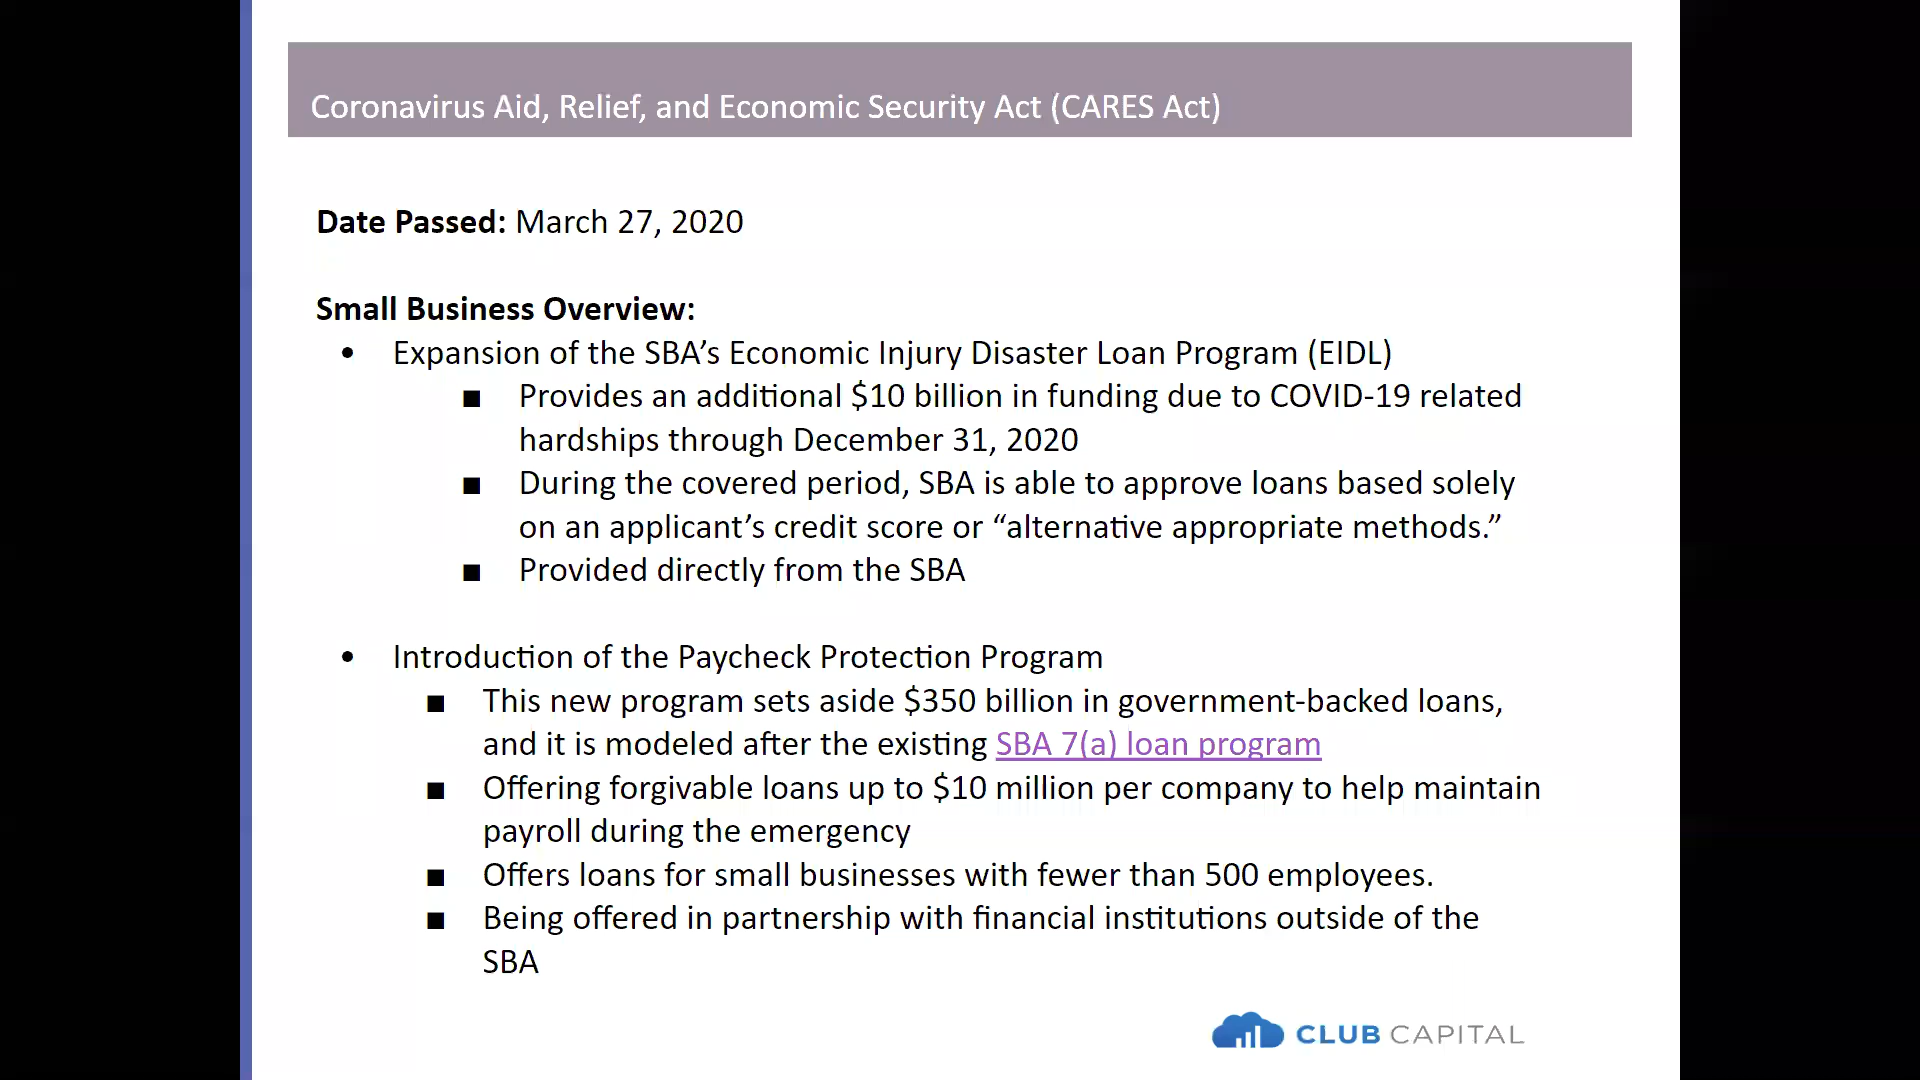 Coronavirus Aid, Relief, and Economic Security Act (CARES Act)
Date Passed: March 27, 2020
Small Business Overview:
• Expansion of the SBA’s Economic Injury Disaster Loan Program (EIDL)
■ Provides an additional $10 billion in funding due to COVID-19 related
hardships through December 31, 2020
■ During the covered period, SBA is able to approve loans based solely
on an applicant’s credit score or “alternative appropriate methods.”
■ Provided directly from the SBA
• Introduction of the Paycheck Protection Program
■ This new program sets aside $350 billion in government-backed loans,
and it is modeled after the existing SBA 7(a) loan program
■ Offering forgivable loans up to $10 million per company to help maintain
payroll during the emergency
■ Offers loans for small businesses with fewer than 500 employees.
■ Being offered in partnership with financial institutions outside of the
SBA
CLUB CAPITAL